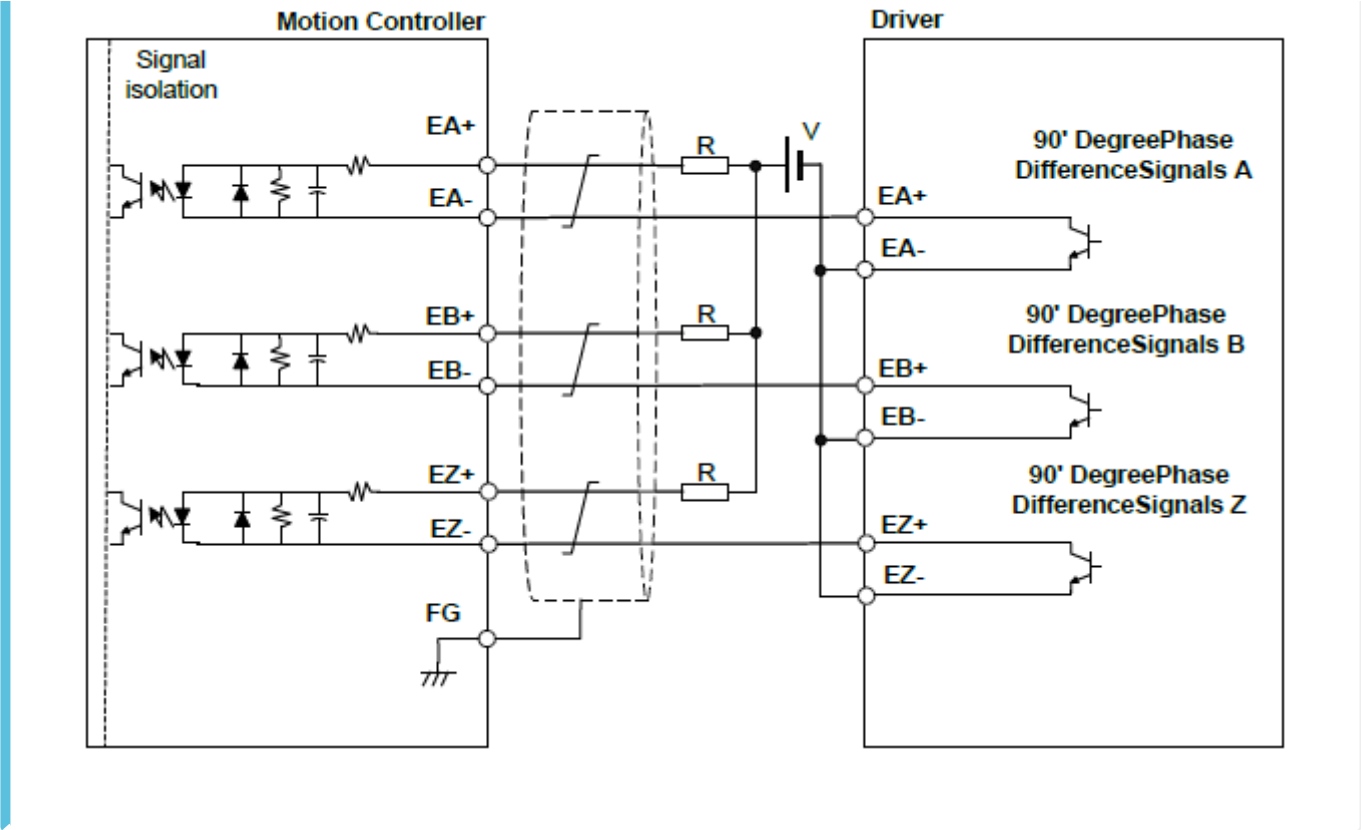 Motion Controller
Driver
Signal
isolation
EA+
EA-
R
V
EA+
EA-
90' DegreePhase
DifferenceSignals A
EB+
EB-
R
EB+
EB-
90' DegreePhase
DifferenceSignals B
EZ+
EZ-
R
EZ+
EZ-
90' DegreePhase
DifferenceSignals Z
FG